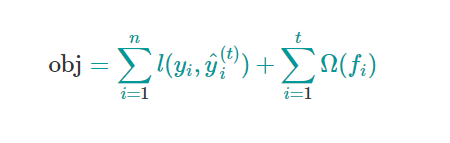 obj = \sum_{i=1}^{n} l(y_i, \hat{y}_i^{(t)}) + \sum_{i=1}^{t} \Omega(f_i)